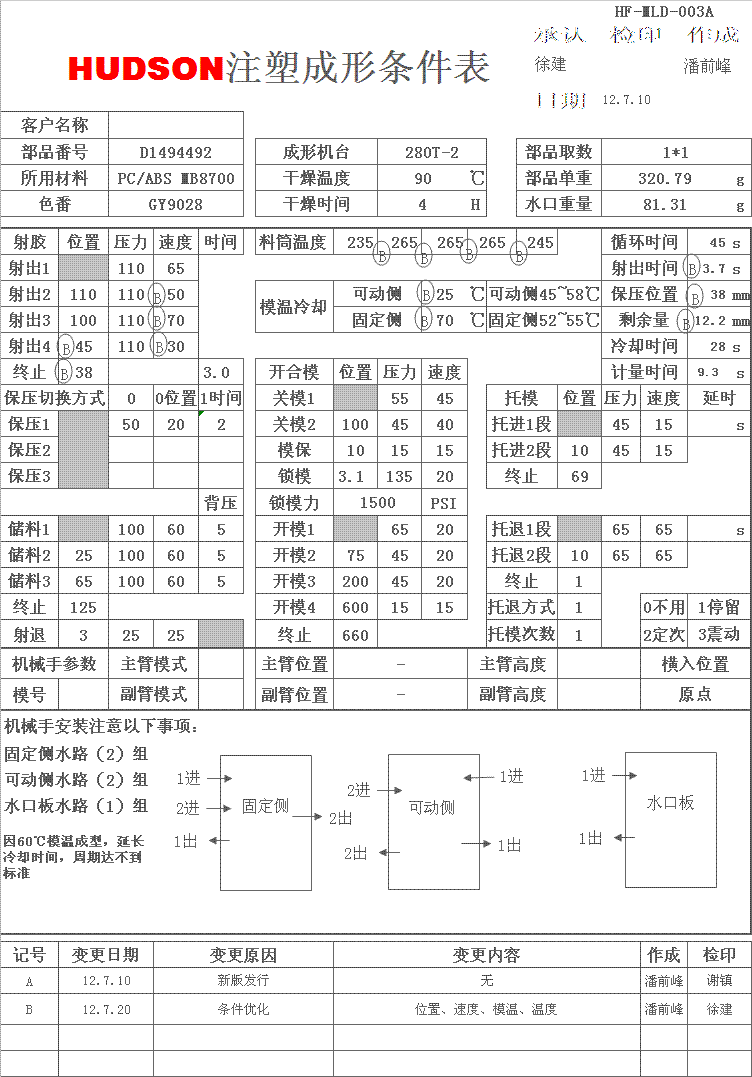 HF-MLD-003A
承认 检印 作成
HUDSON注塑成形条件表
徐建 潘前峰
日期 12.7.10
客户名称
部品番号 D1494492 成形机台 280T-2 部品取数 1*1
所用材料 PC/ABS MB8700 干燥温度 90 ℃ 部品单重 320.79 g
色番 GY9028 干燥时间 4 H 水口重量 81.31 g
射胶 位置 压力 速度 时间 料筒温度 235 B 265 B 265 B 265 B 245 循环时间 45 s
射出1 110 65 射出时间 B 3.7 s
射出2 110 110 B 50 模温冷却 可动侧 B 25 ℃ 可动侧45~58℃ 保压位置 B 38 mm
射出3 100 110 B 70 固定侧 B 70 ℃ 固定侧52~55℃ 剩余量 B 12.2 mm
射出4 B 45 110 B 30 冷却时间 28 s
终止 B 38 3.0 开合模 位置 压力 速度 计量时间 9.3 s
保压切换方式 0 0位置 1时间 关模1 55 45 托模 位置 压力 速度 延时
保压1 50 20 2 关模2 100 45 40 托进1段 45 15 s
保压2 模保 10 15 15 托进2段 10 45 15
保压3 锁模 3.1 135 20 终止 69
背压 锁模力 1500 PSI
储料1 100 60 5 开模1 65 20 托退1段 65 65 s
储料2 25 100 60 5 开模2 75 45 20 托退2段 10 65 65
储料3 65 100 60 5 开模3 200 45 20 终止 1
终止 125 开模4 600 15 15 托退方式 1 0不用 1停留
射退 3 25 25 终止 660 托模次数 1 2定次 3震动
机械手参数 主臂模式 主臂位置 - 主臂高度 横入位置
模号 副臂模式 副臂位置 - 副臂高度 原点
机械手安装注意以下事项：
固定侧水路（2）组
可动侧水路（2）组
水口板水路（1）组
因60℃模温成型，延长
冷却时间，周期达不到
标准
1进 2进 1出 固定侧 2出
2进 2出 可动侧 1进 1出
1进 1出 水口板
记号 变更日期 变更原因 变更内容 作成 检印
A 12.7.10 新版发行 无 潘前峰 谢镇
B 12.7.20 条件优化 位置、速度、模温、温度 潘前峰 徐建